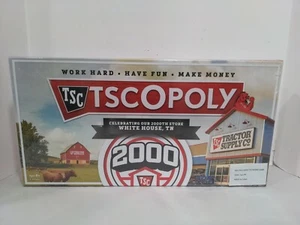 WORK HARD • HAVE FUN • MAKE MONEY
TSC TSCOPOLY
CELEBRATING OUR 2000TH STORE
WHITE HOUSE, TN
2000
TSC
TRACTOR
SUPPLY CO